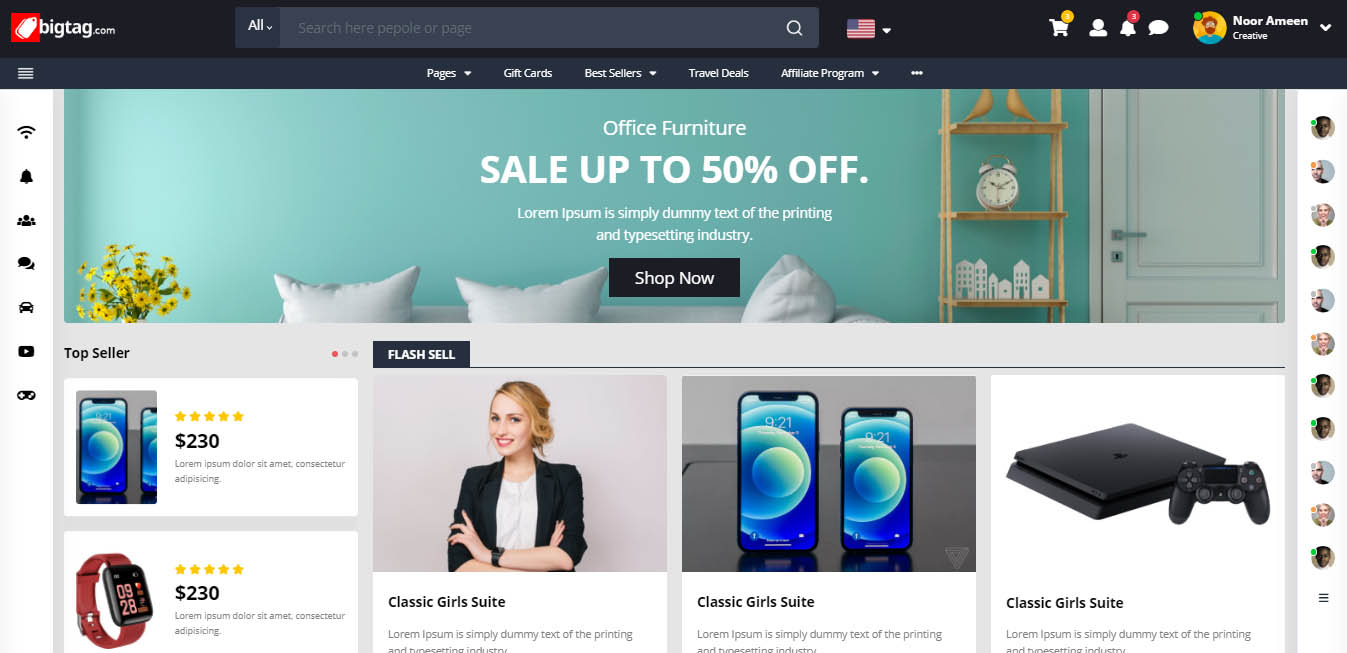 bigtag.com
All
Search here pepole or page
3
3
Noor Ameen
Creative
Pages
Gift Cards
Best Sellers
Travel Deals
Affiliate Program
Office Furniture
SALE UP TO 50% OFF.
Lorem Ipsum is simply dummy text of the printing
and typesetting industry.
Shop Now
Top Seller
FLASH SELL
9:21
$230
Lorem ipsum dolor sit amet, consectetur
adipisicing.
09
28
$230
Lorem ipsum dolor sit amet, consectetur
adipisicing.
Classic Girls Suite
Lorem Ipsum is simply dummy text of the printing
and typesetting industry.
9:21
9:21
Classic Girls Suite
Lorem Ipsum is simply dummy text of the printing
and typesetting industry.
Classic Girls Suite
Lorem Ipsum is simply dummy text of the printing
and typesetting industry.